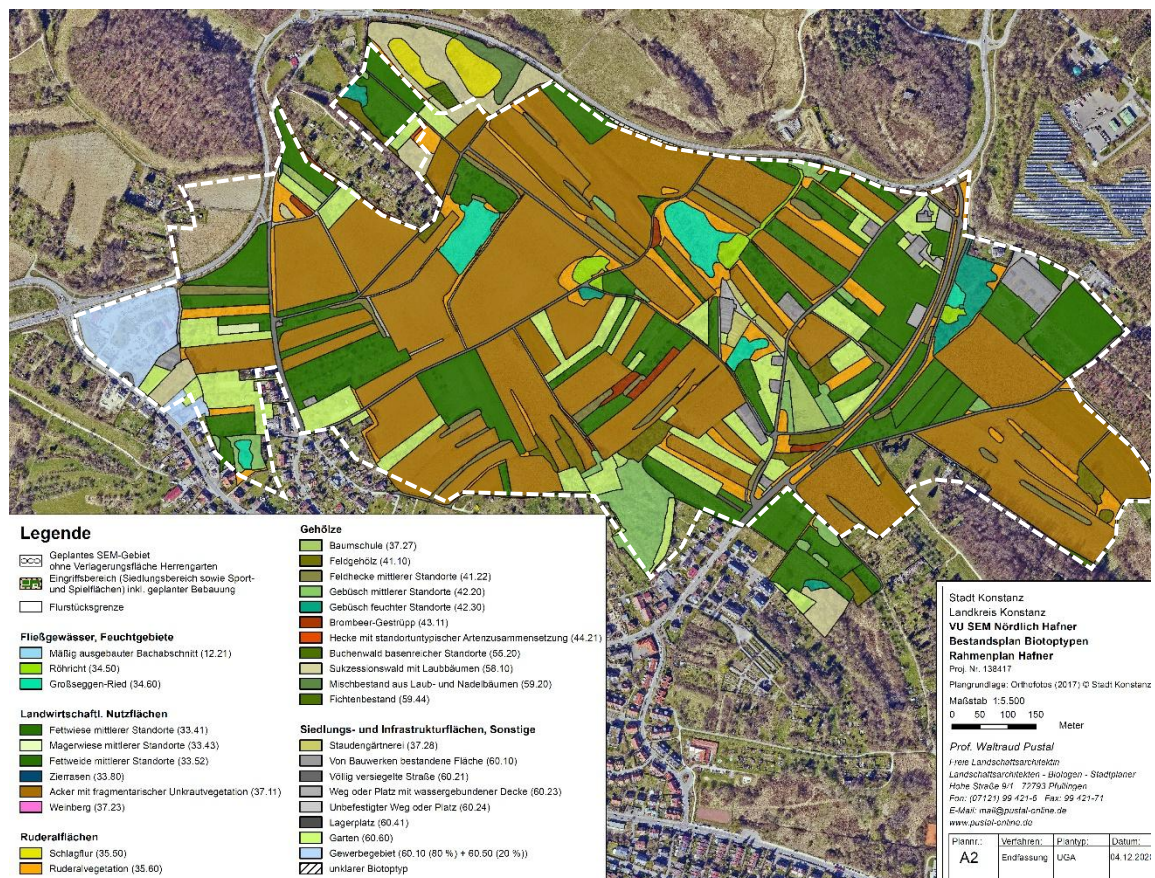 Legende
Geplantes SEM-Gebiet
ohne Verlagerungsfläche Herrengarten
Eingriffsbereich (Siedlungsbereich sowie Sport-
und Spielflächen) inkl. geplanter Bebauung
Flurstücksgrenze
Fließgewässer, Feuchtgebiete
Mäßig ausgebauter Bachabschnitt (12.21)
Röhricht (34.50)
Großseggen-Ried (34.60)
Landwirtschaftl. Nutzflächen
Fettwiese mittlerer Standorte (33.41)
Magerwiese mittlerer Standorte (33.43)
Fettweide mittlerer Standorte (33.52)
Zierrasen (33.80)
Acker mit fragmentarischer Unkrautvegetation (37.11)
Weinberg (37.23)
Ruderalflächen
Schlagflur (35.50)
Ruderalvegetation (35.60)
Gehölze
Baumschule (37.27)
Feldgehölz (41.10)
Feldhecke mittlerer Standorte (41.22)
Gebüsch mittlerer Standorte (42.20)
Gebüsch feuchter Standorte (42.30)
Brombeer-Gestrüpp (43.11)
Hecke mit standortuntypischer Artenzusammensetzung (44.21)
Buchenwald basenreicher Standorte (55.20)
Sukzessionswald mit Laubbäumen (58.10)
Mischbestand aus Laub- und Nadelbäumen (59.20)
Fichtenbestand (59.44)
Siedlungs- und Infrastrukturflächen, Sonstige
Staudengärtnerei (37.28)
Von Bauwerken bestandene Fläche (60.10)
Völlig versiegelte Straße (60.21)
Weg oder Platz mit wassergebundener Decke (60.23)
Unbefestigter Weg oder Platz (60.24)
Lagerplatz (60.41)
Garten (60.60)
Gewerbegebiet (60.10 (80 %) + 60.50 (20 %))
unklarer Biotoptyp
Stadt Konstanz
Landkreis Konstanz
VU SEM Nördlich Hafner
Bestandsplan Biotoptypen
Rahmenplan Hafner
Proj. Nr. 138417
Plangrundlage: Orthofotos (2017) © Stadt Konstanz
Maßstab 1:5.500
0 50 100 150
Meter
Prof. Waltraud Pustal
Freie Landschaftsarchitektin
Landschaftsarchitekten - Biologen - Stadtplaner
Hohe Straße 9/1 72793 Pfullingen
Fon: (07121) 99 421-6 Fax: 99 421-71
E-Mail: mail@pustal-online.de
www.pustal-online.de
Plannr.: Verfahren: Plantyp: Datum:
A2 Endfassung UGA 04.12.2020